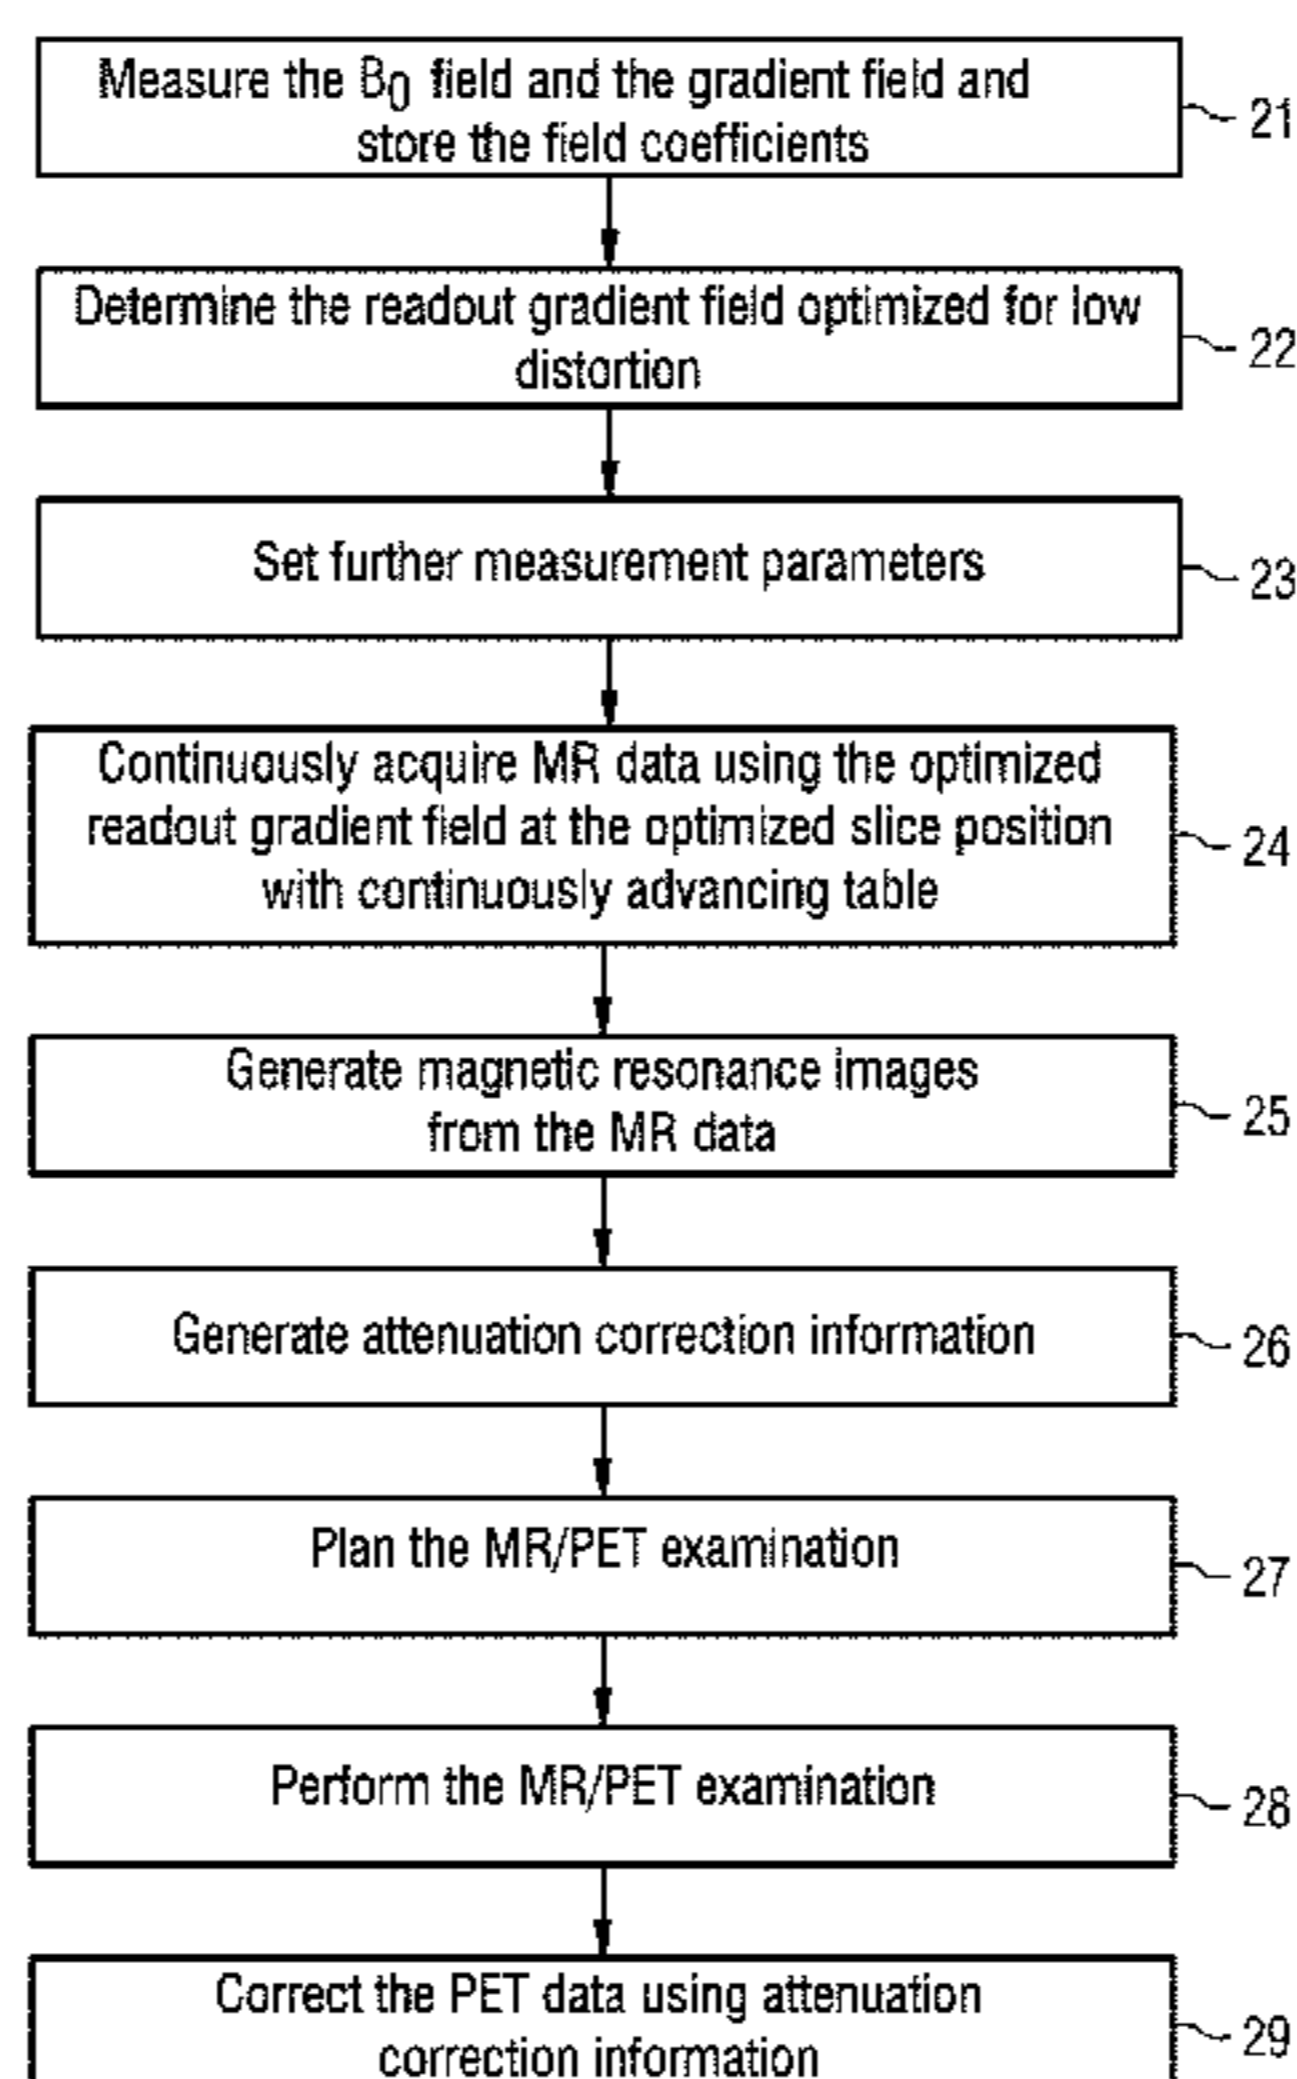 Measure the B0 field and the gradient field and
store the field coefficients
21
Determine the readout gradient field optimized for low
distortion
22
Set further measurement parameters
23
Continuously acquire MR data using the optimized
readout gradient field at the optimized slice position
with continuously advancing table
24
Generate magnetic resonance images
from the MR data
25
Generate attenuation correction information
26
Plan the MR/PET examination
27
Perform the MR/PET examination
28
Correct the PET data using attenuation
correction information
29